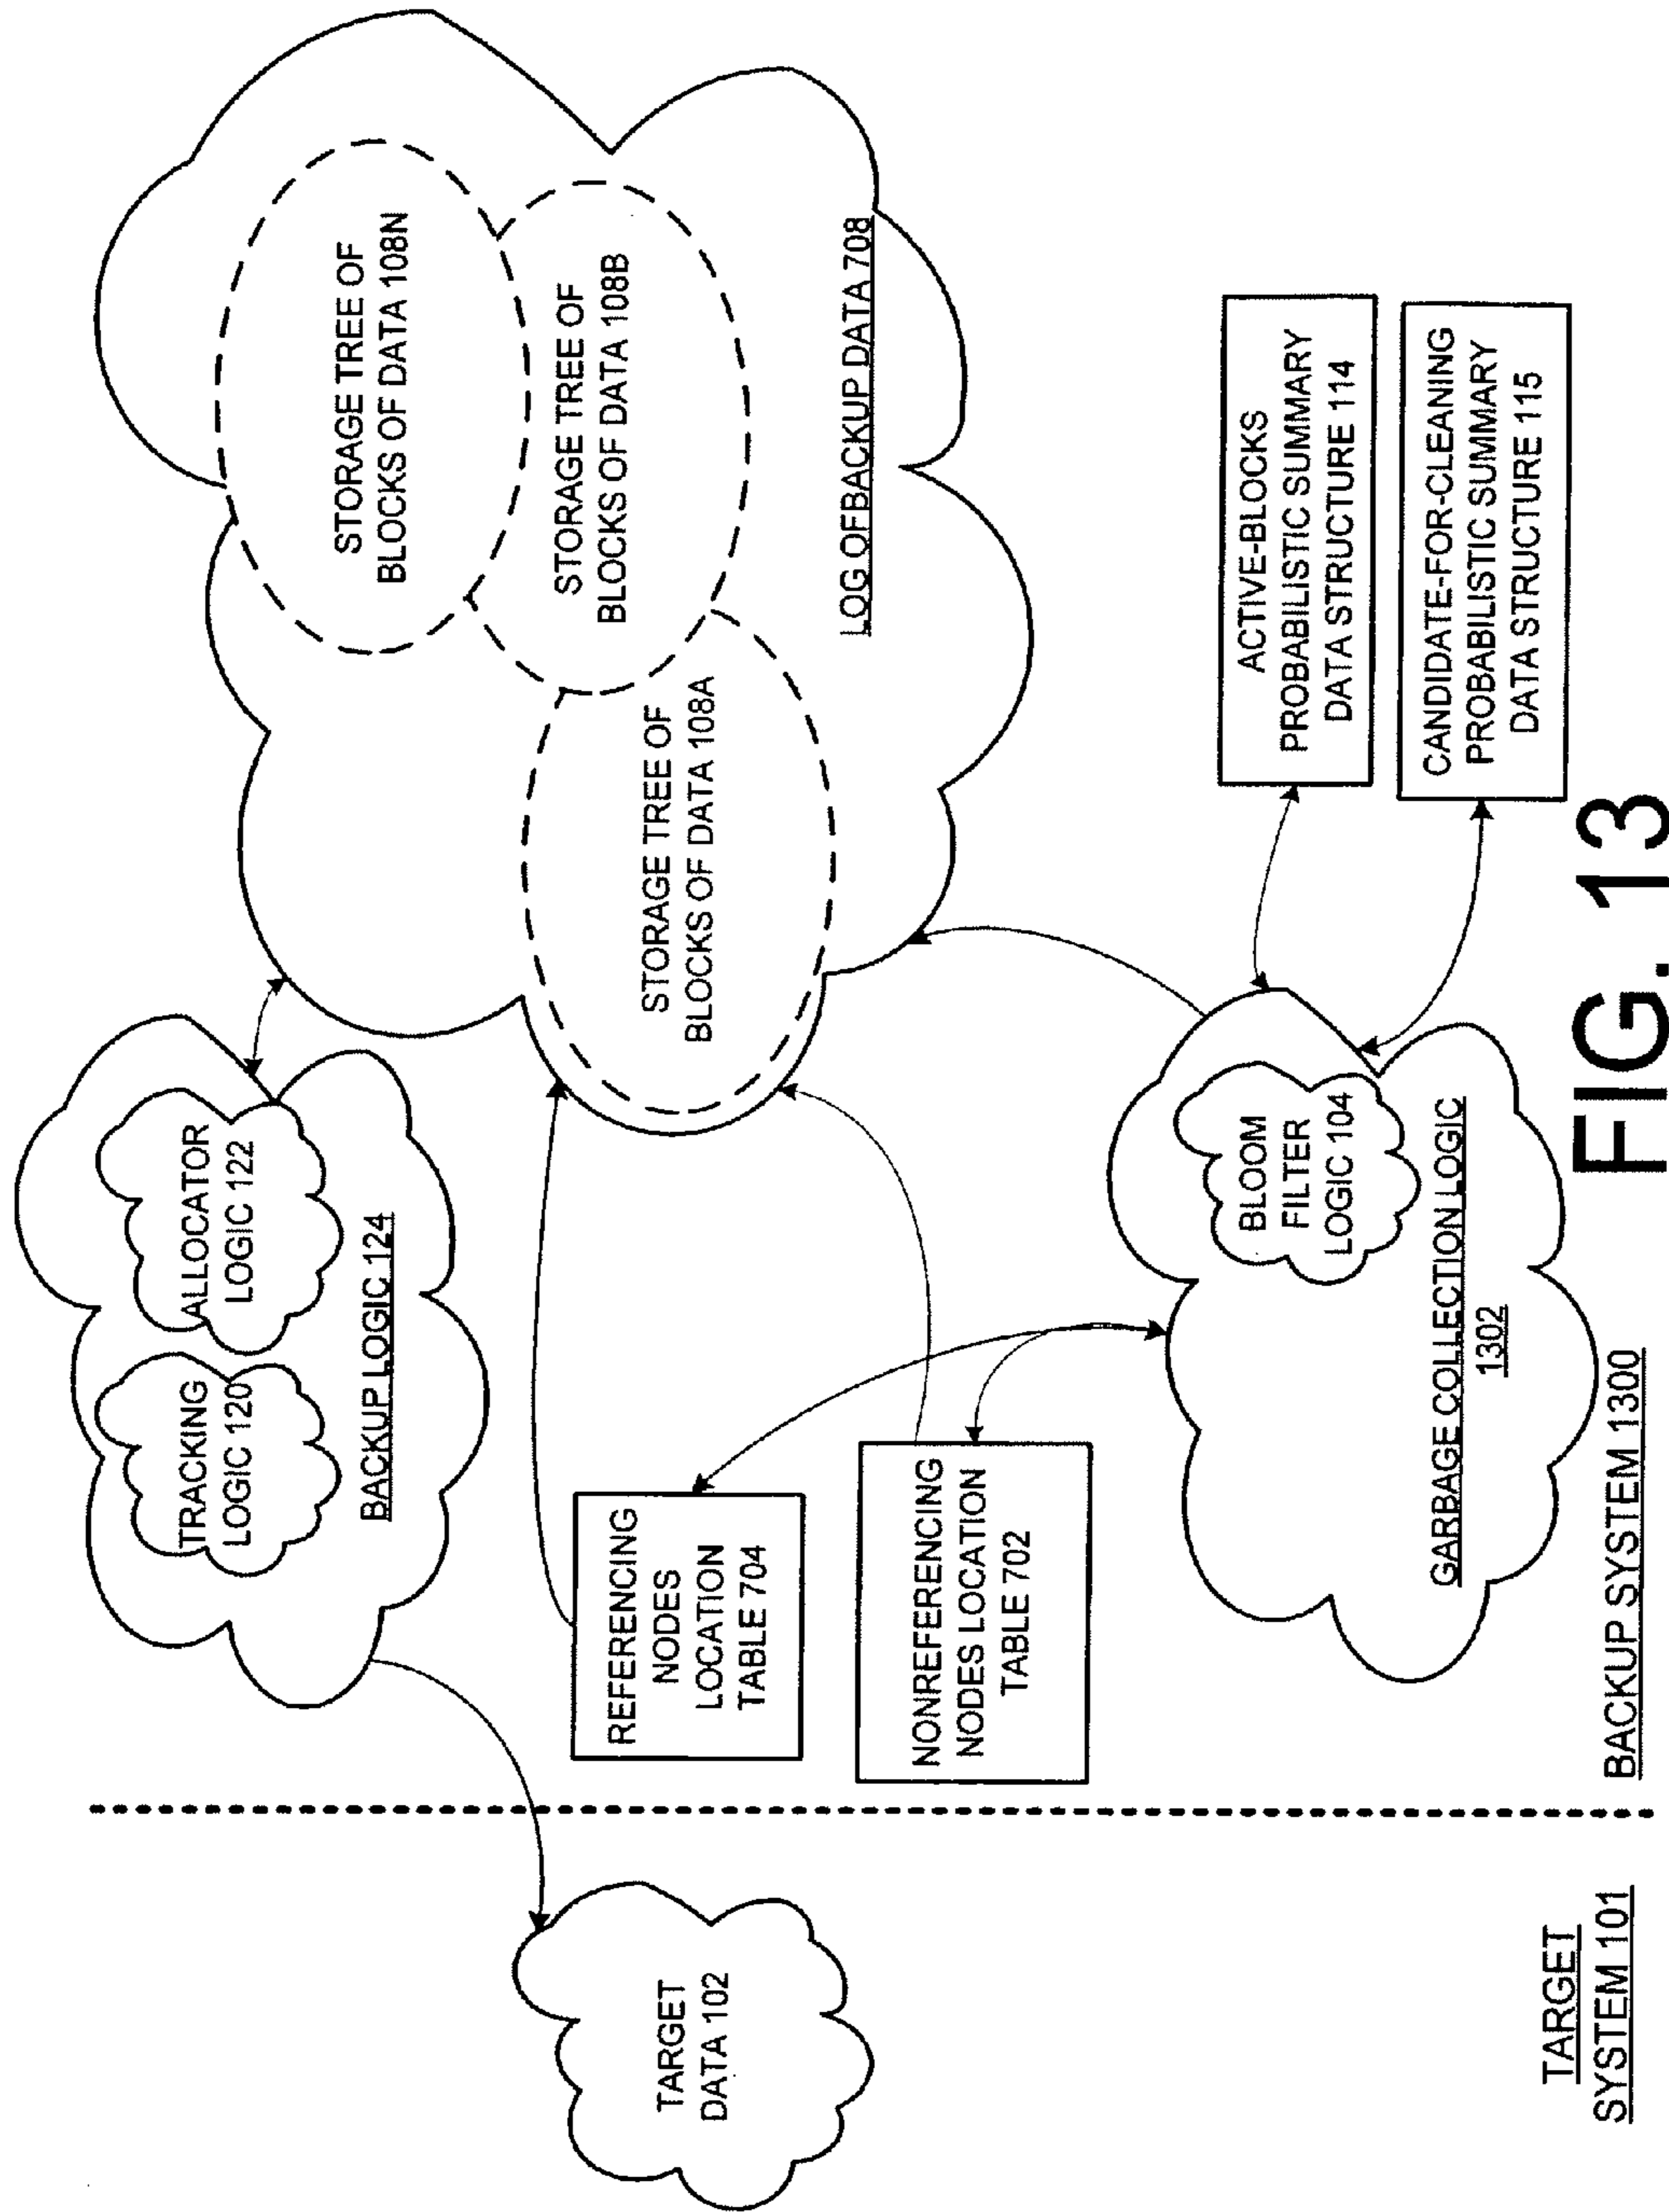 TRACKING
LOGIC 120
ALLOCATOR
LOGIC 122
BACKUP LOGIC 124
STORAGE TREE OF
BLOCKS OF DATA 108N
STORAGE TREE OF
BLOCKS OF DATA 108B
STORAGE TREE OF
BLOCKS OF DATA 108A
LOG OFBACKUP DATA 708
TARGET
DATA 102
REFERENCING
NODES
LOCATION
TABLE 704
NONREFERENCING
NODES LOCATION
TABLE 702
BLOOM
FILTER
LOGIC 104
GARBAGE COLLECTION LOGIC
1302
ACTIVE-BLOCKS
PROBABILISTIC SUMMARY
DATA STRUCTURE 114
CANDIDATE-FOR-CLEANING
PROBABILISTIC SUMMARY
DATA STRUCTURE 115
TARGET
SYSTEM 101
BACKUP SYSTEM 1300
FIG. 13